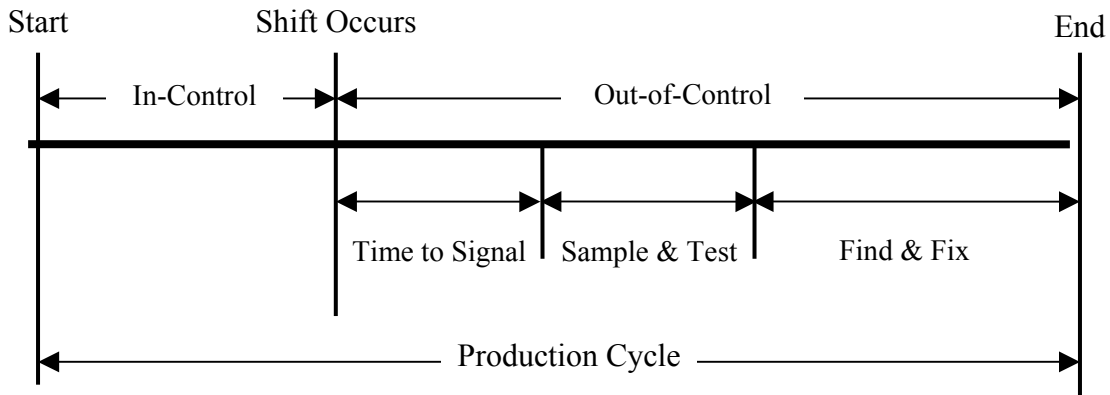 Start
Shift Occurs
End
In-Control
Out-of-Control
Time to Signal
Sample & Test
Find & Fix
Production Cycle